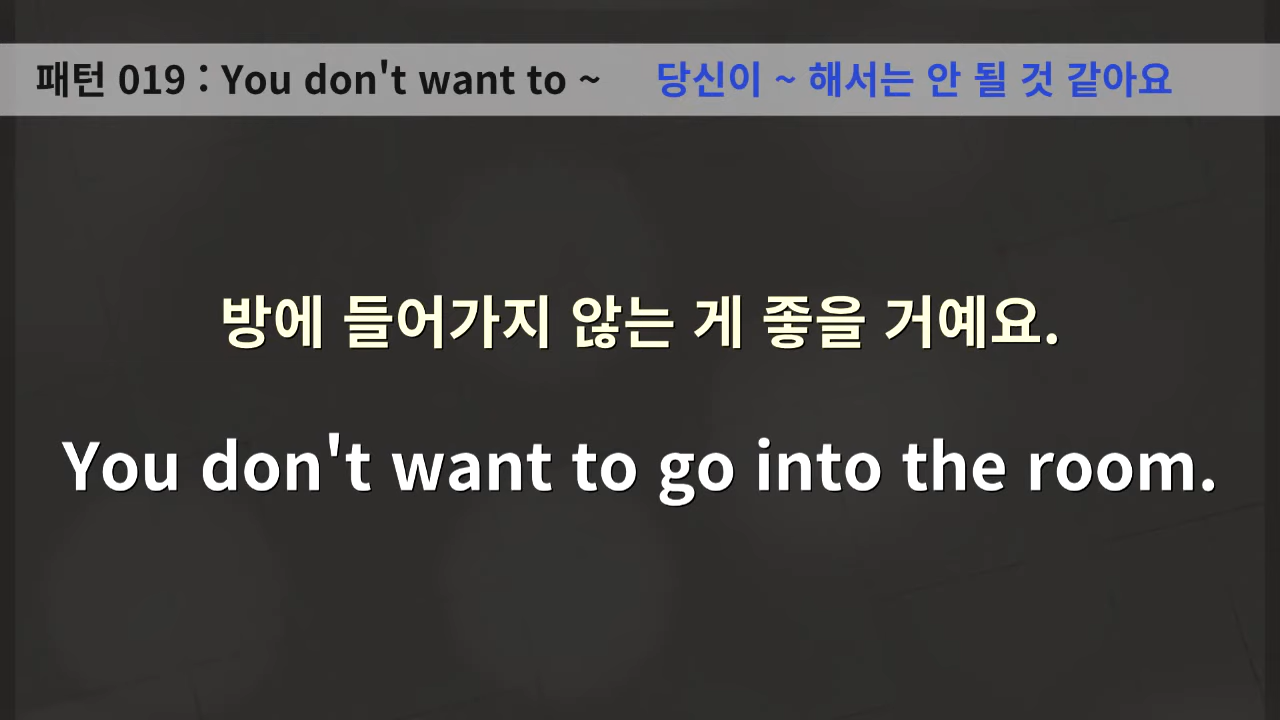 패턴 019 : You don't want to ~ 당신이 ~ 해서는 안 될 것 같아요
방에 들어가지 않는 게 좋을 거예요.
You don't want to go into the room.